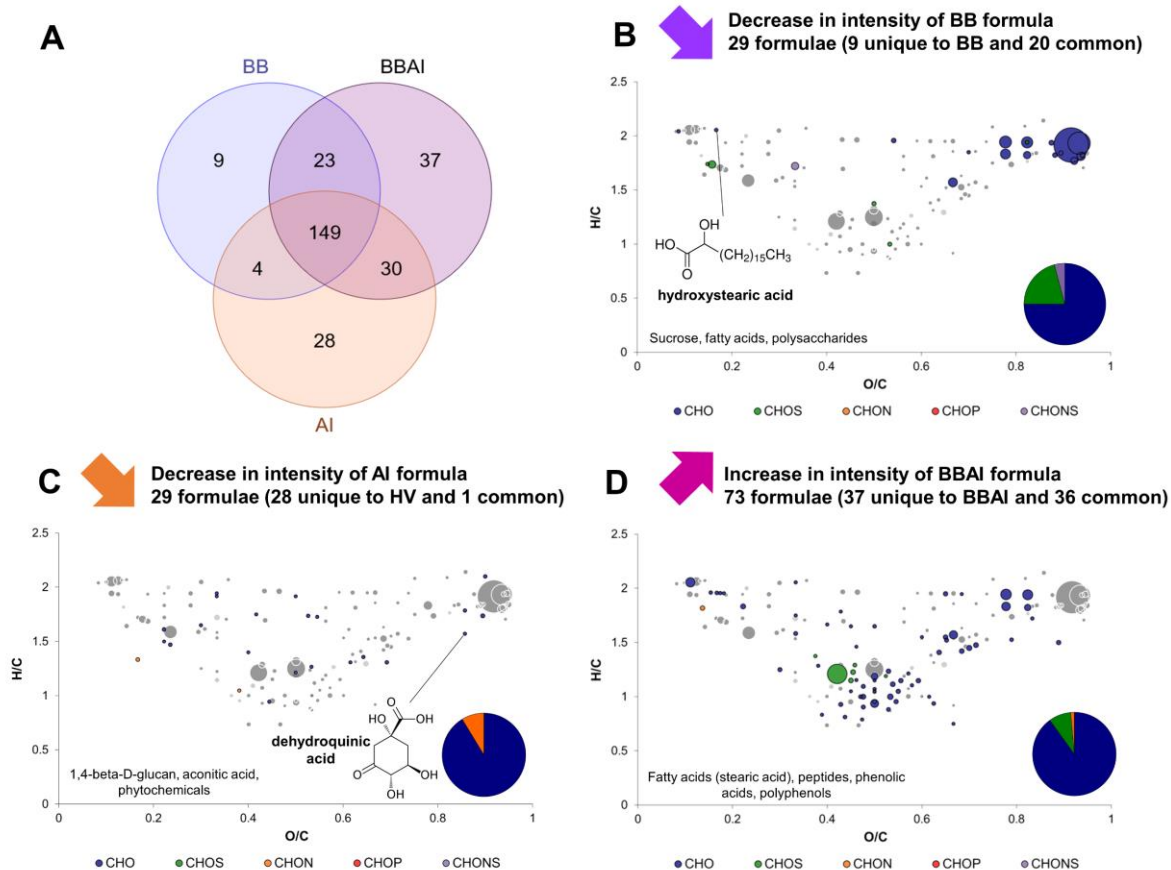 A
BB
BBAI
9
23
37
149
4
30
28
AI
B
Decrease in intensity of BB formula
29 formulae (9 unique to BB and 20 common)
2.5
2
1.5
1
0.5
0
H/C
OH
HO
(CH₂)₁₅CH₃
O
hydroxystearic acid
Sucrose, fatty acids, polysaccharides
0 0.2 0.4 0.6 0.8 1
O/C
CHO CHOS CHON CHOP CHONS
C
Decrease in intensity of AI formula
29 formulae (28 unique to HV and 1 common)
2.5
2
1.5
1
0.5
0
H/C
O
HO OH
dehydroquinic
acid
O
OH
OH
1,4-beta-D-glucan, aconitic acid,
phytochemicals
0 0.2 0.4 0.6 0.8 1
O/C
CHO CHOS CHON CHOP CHONS
D
Increase in intensity of BBAI formula
73 formulae (37 unique to BBAI and 36 common)
2.5
2
1.5
1
0.5
0
H/C
Fatty acids (stearic acid), peptides, phenolic
acids, polyphenols
0 0.2 0.4 0.6 0.8 1
O/C
CHO CHOS CHON CHOP CHONS